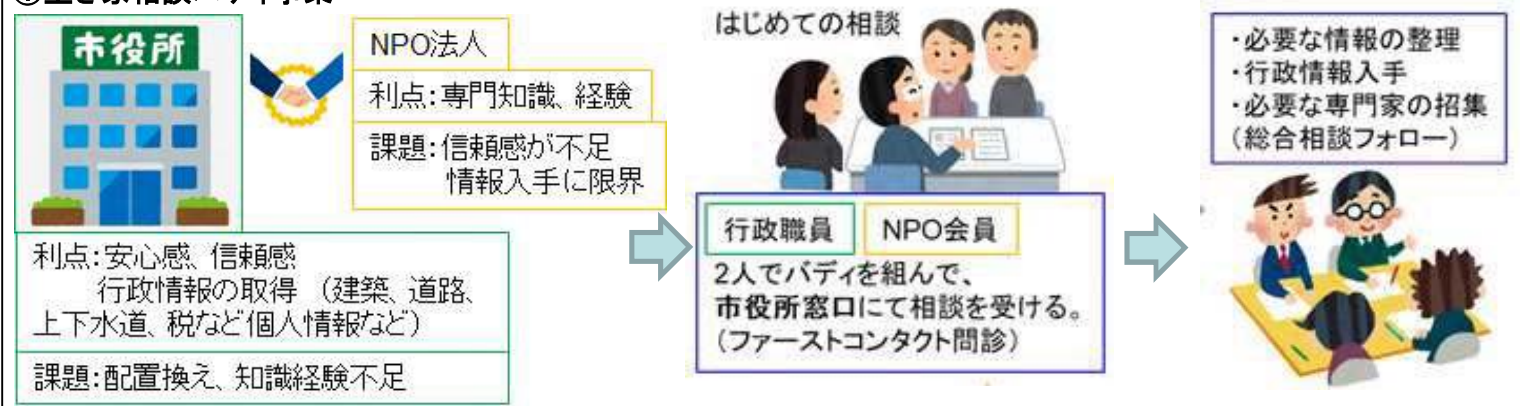 市役所
NPO法人
利点:専門知識、経験
課題:信頼感が不足
情報入手に限界
利点:安心感、信頼感
行政情報の取得 (建築、道路、
上下水道、税など個人情報など)
課題:配置換え、知識経験不足
はじめての相談
行政職員
NPO会員
2人でバディを組んで、
市役所窓口にて相談を受ける。
(ファーストコンタクト問診)
・必要な情報の整理
・行政情報入手
・必要な専門家の招集
(総合相談フォロー)